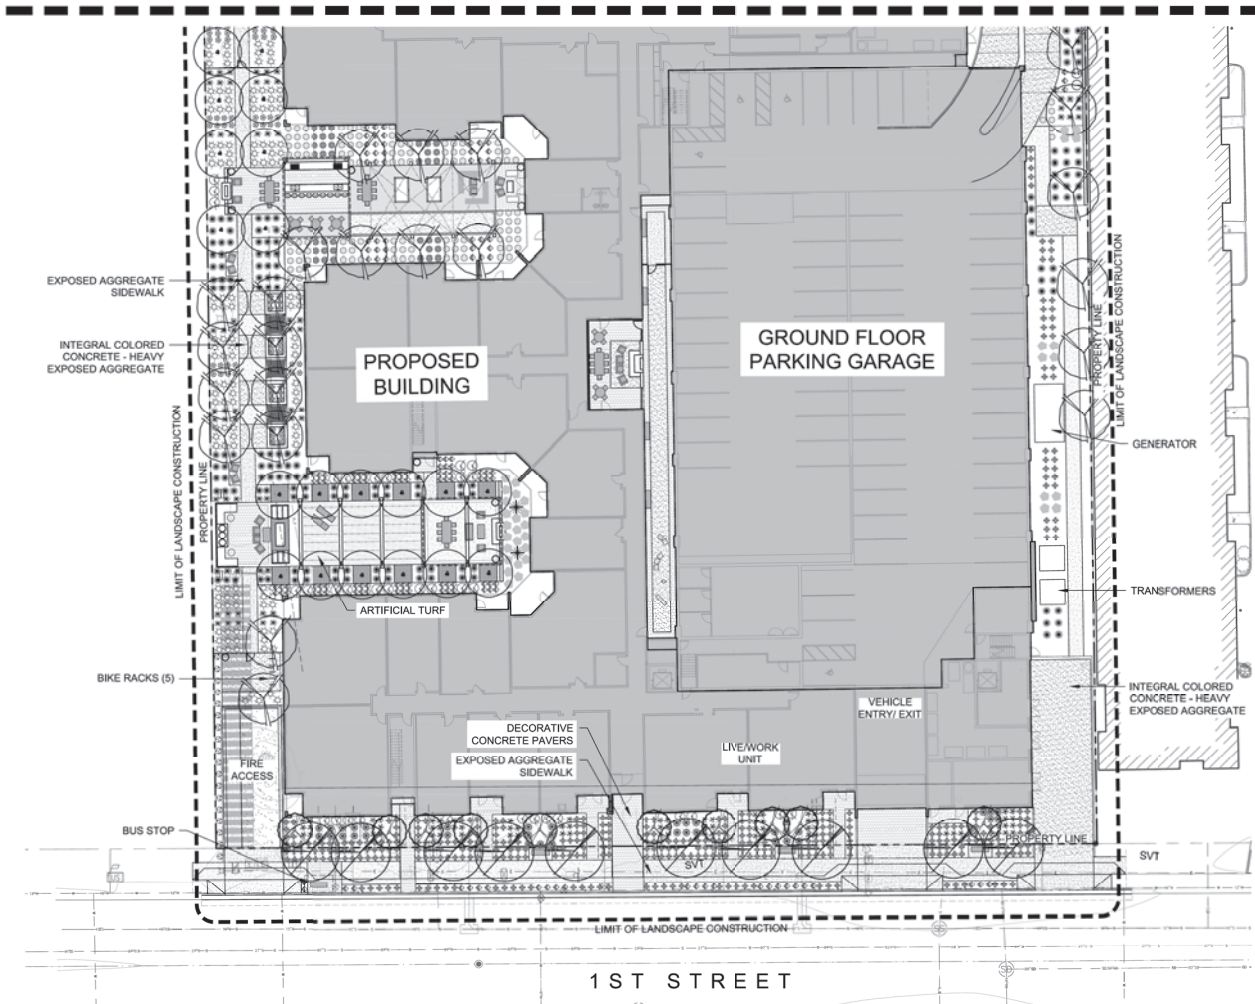 EXPOSED AGGREGATE
SIDEWALK
INTEGRAL COLORED
CONCRETE - HEAVY
EXPOSED AGGREGATE
PROPOSED
BUILDING
GROUND FLOOR
PARKING GARAGE
LIMIT OF LANDSCAPE CONSTRUCTION
PROPERTY LINE
PROPERTY LINE
LIMIT OF LANDSCAPE CONSTRUCTION
GENERATOR
TRANSFORMERS
ARTIFICIAL TURF
BIKE RACKS (5)
INTEGRAL COLORED
CONCRETE - HEAVY
EXPOSED AGGREGATE
VEHICLE
ENTRY/ EXIT
DECORATIVE
CONCRETE PAVERS
LIVE/WORK
UNIT
EXPOSED AGGREGATE
SIDEWALK
FIRE
ACCESS
BUS STOP
PROPERTY LINE
SVT
SVT
LIMIT OF LANDSCAPE CONSTRUCTION
1ST STREET